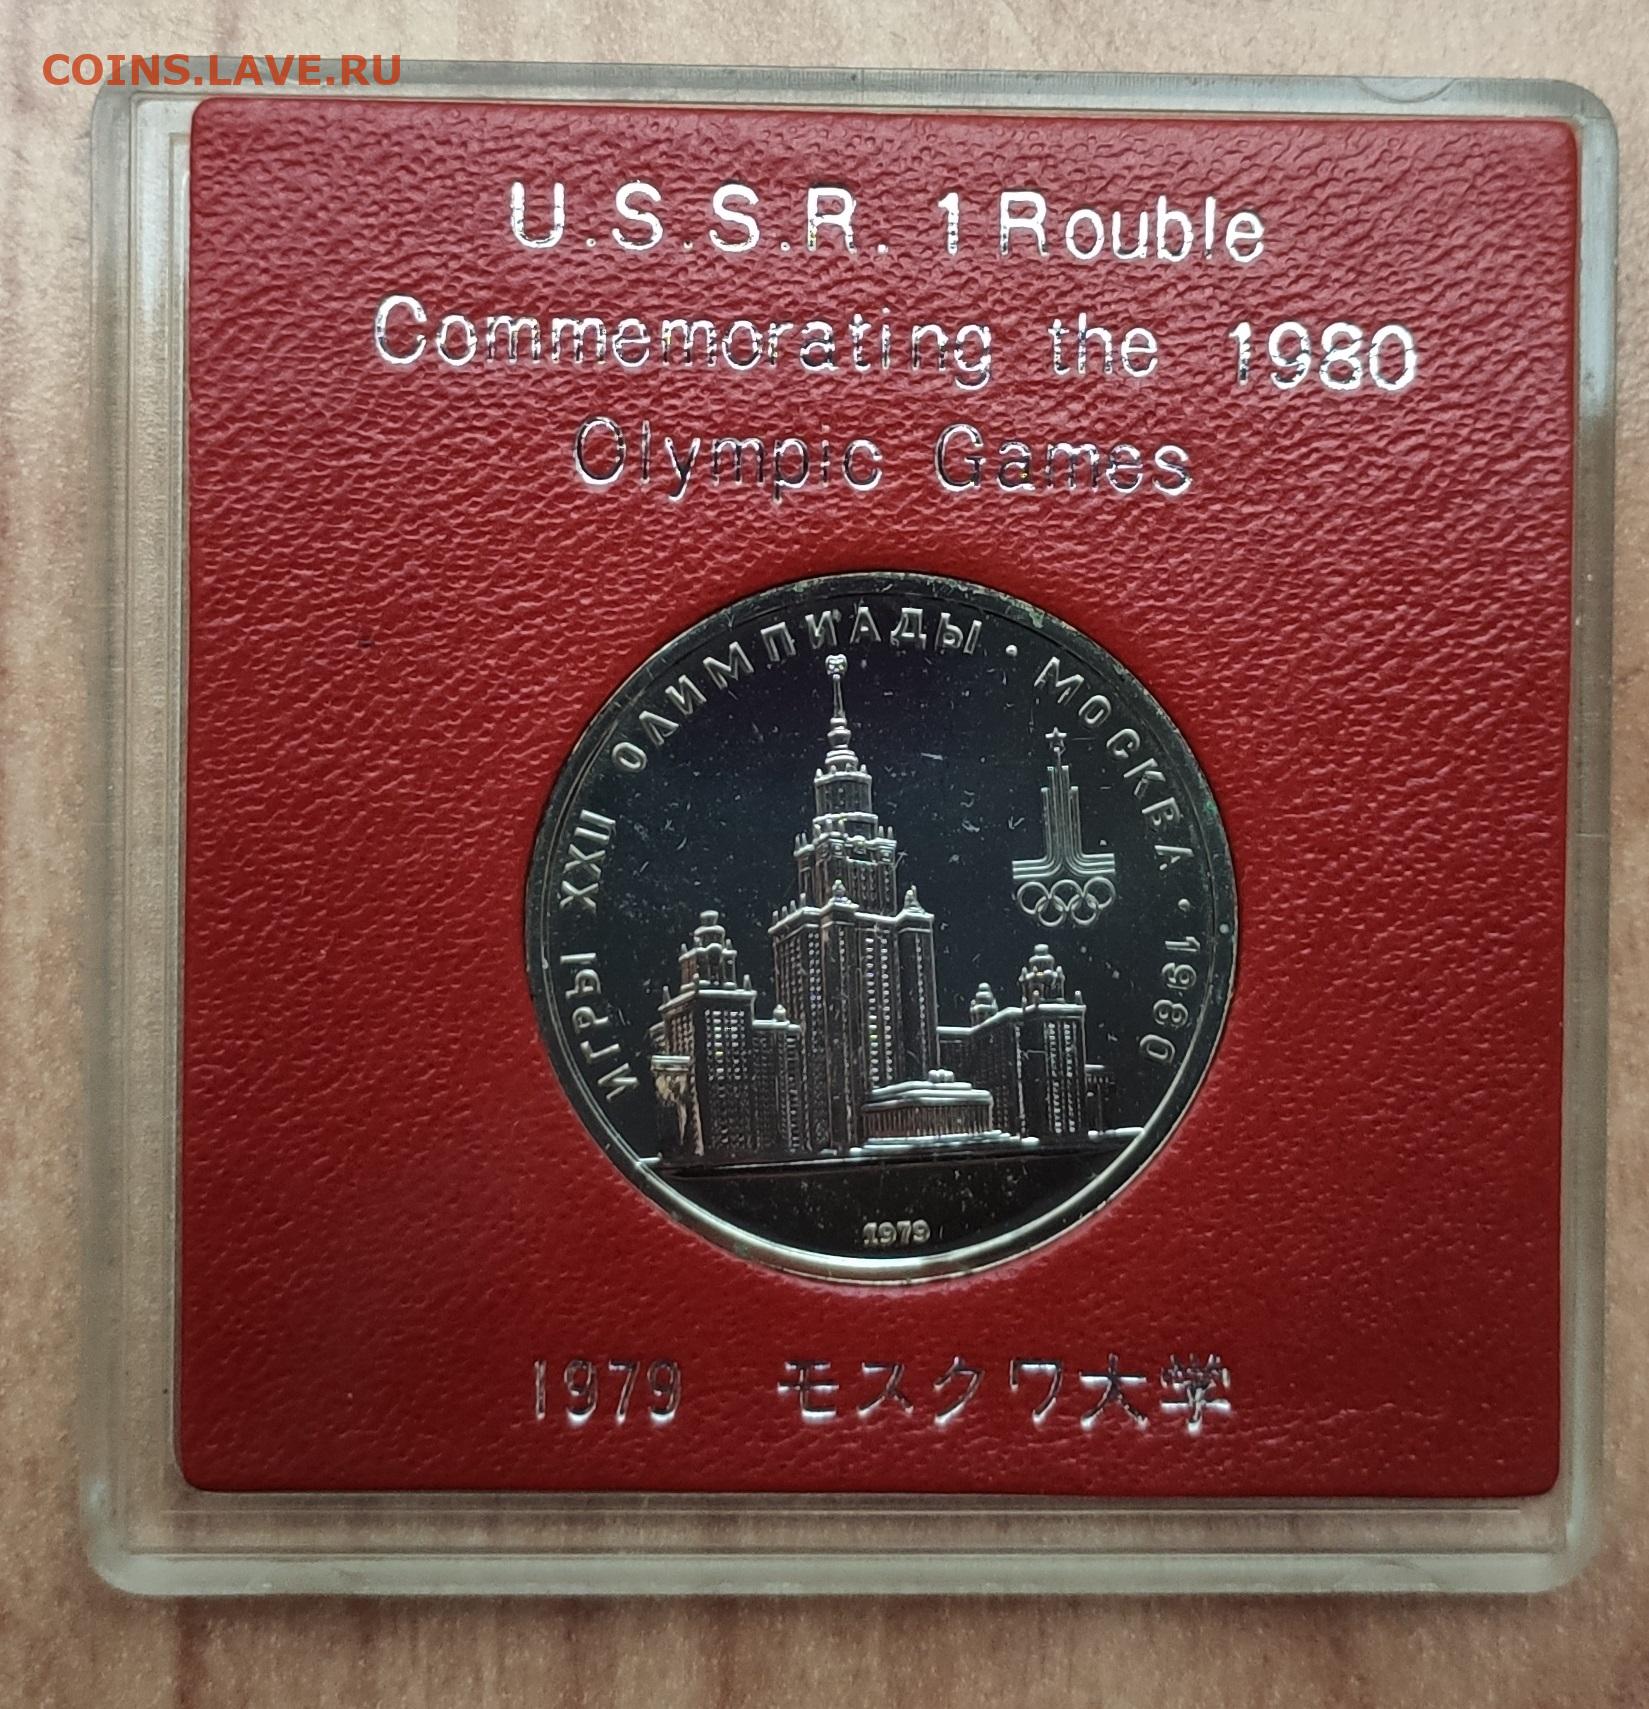 COINS.LAVE.RU
U.S.S.R. 1 Rouble
Commemorating the 1980
Olympic Games
ИГРЫ XXII ОЛИМПИАДЫ · МОСКВА · 1980
1979
1979 モスクワ大学